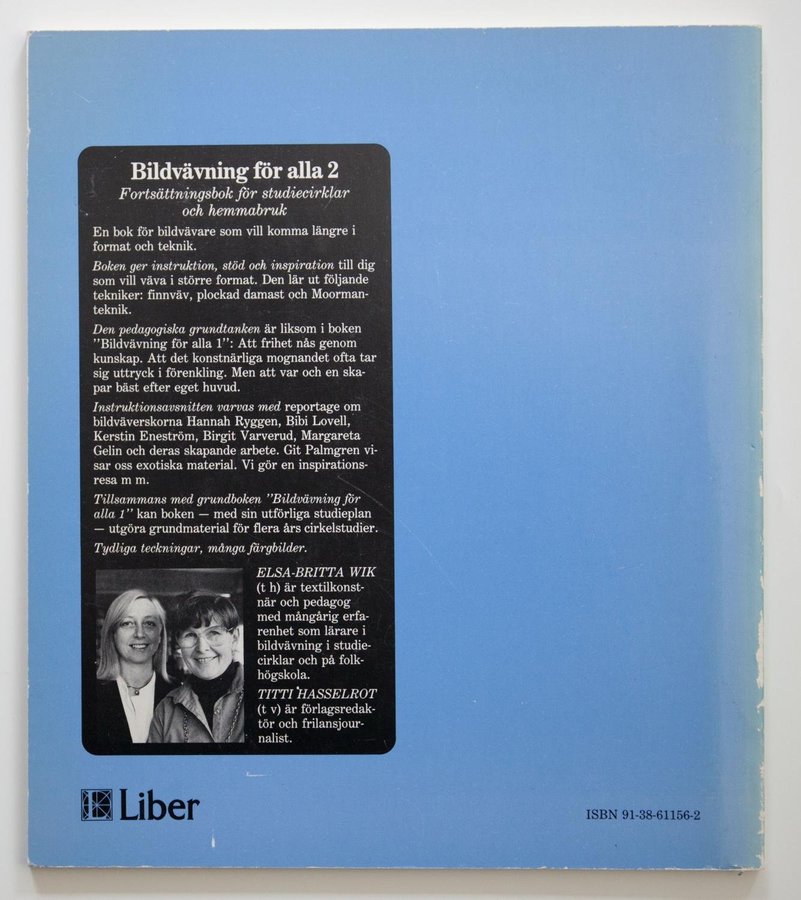 Bildvävning för alla 2
Fortsättningsbok för studiecirklar
och hemmabruk
En bok för bildvävare som vill komma längre i
format och teknik.
Boken ger instruktion, stöd och inspiration till dig
som vill väva i större format. Den lär ut följande
tekniker: finnväv, plockad damast och Moorman-
teknik.
Den pedagogiska grundtanken är liksom i boken
”Bildvävning för alla 1”: Att frihet nås genom
kunskap. Att det konstnärliga mognandet ofta tar
sig uttryck i förenkling. Men att var och en ska-
par bäst efter eget huvud.
Instruktionsavsnitten varvas med reportage om
bildväverskorna Hannah Ryggen, Bibi Lovell,
Kerstin Eneström, Birgit Varverud, Margareta
Gelin och deras skapande arbete. Git Palmgren vi-
sar oss exotiska material. Vi gör en inspirations-
resa m m.
Tillsammans med grundboken ”Bildvävning för
alla 1” kan boken — med sin utförliga studieplan
— utgöra grundmaterial för flera års cirkelstudier.
Tydliga teckningar, många färgbilder.
ELSA-BRITTA WIK
(t h) är textilkonst-
när och pedagog
med mångårig erfa-
renhet som lärare i
bildvävning i studie-
cirklar och på folk-
högskola.
TITTI HASSELROT
(t v) är förlagsredak-
tör och frilansjour-
nalist.
Liber
ISBN 91-38-61156-2